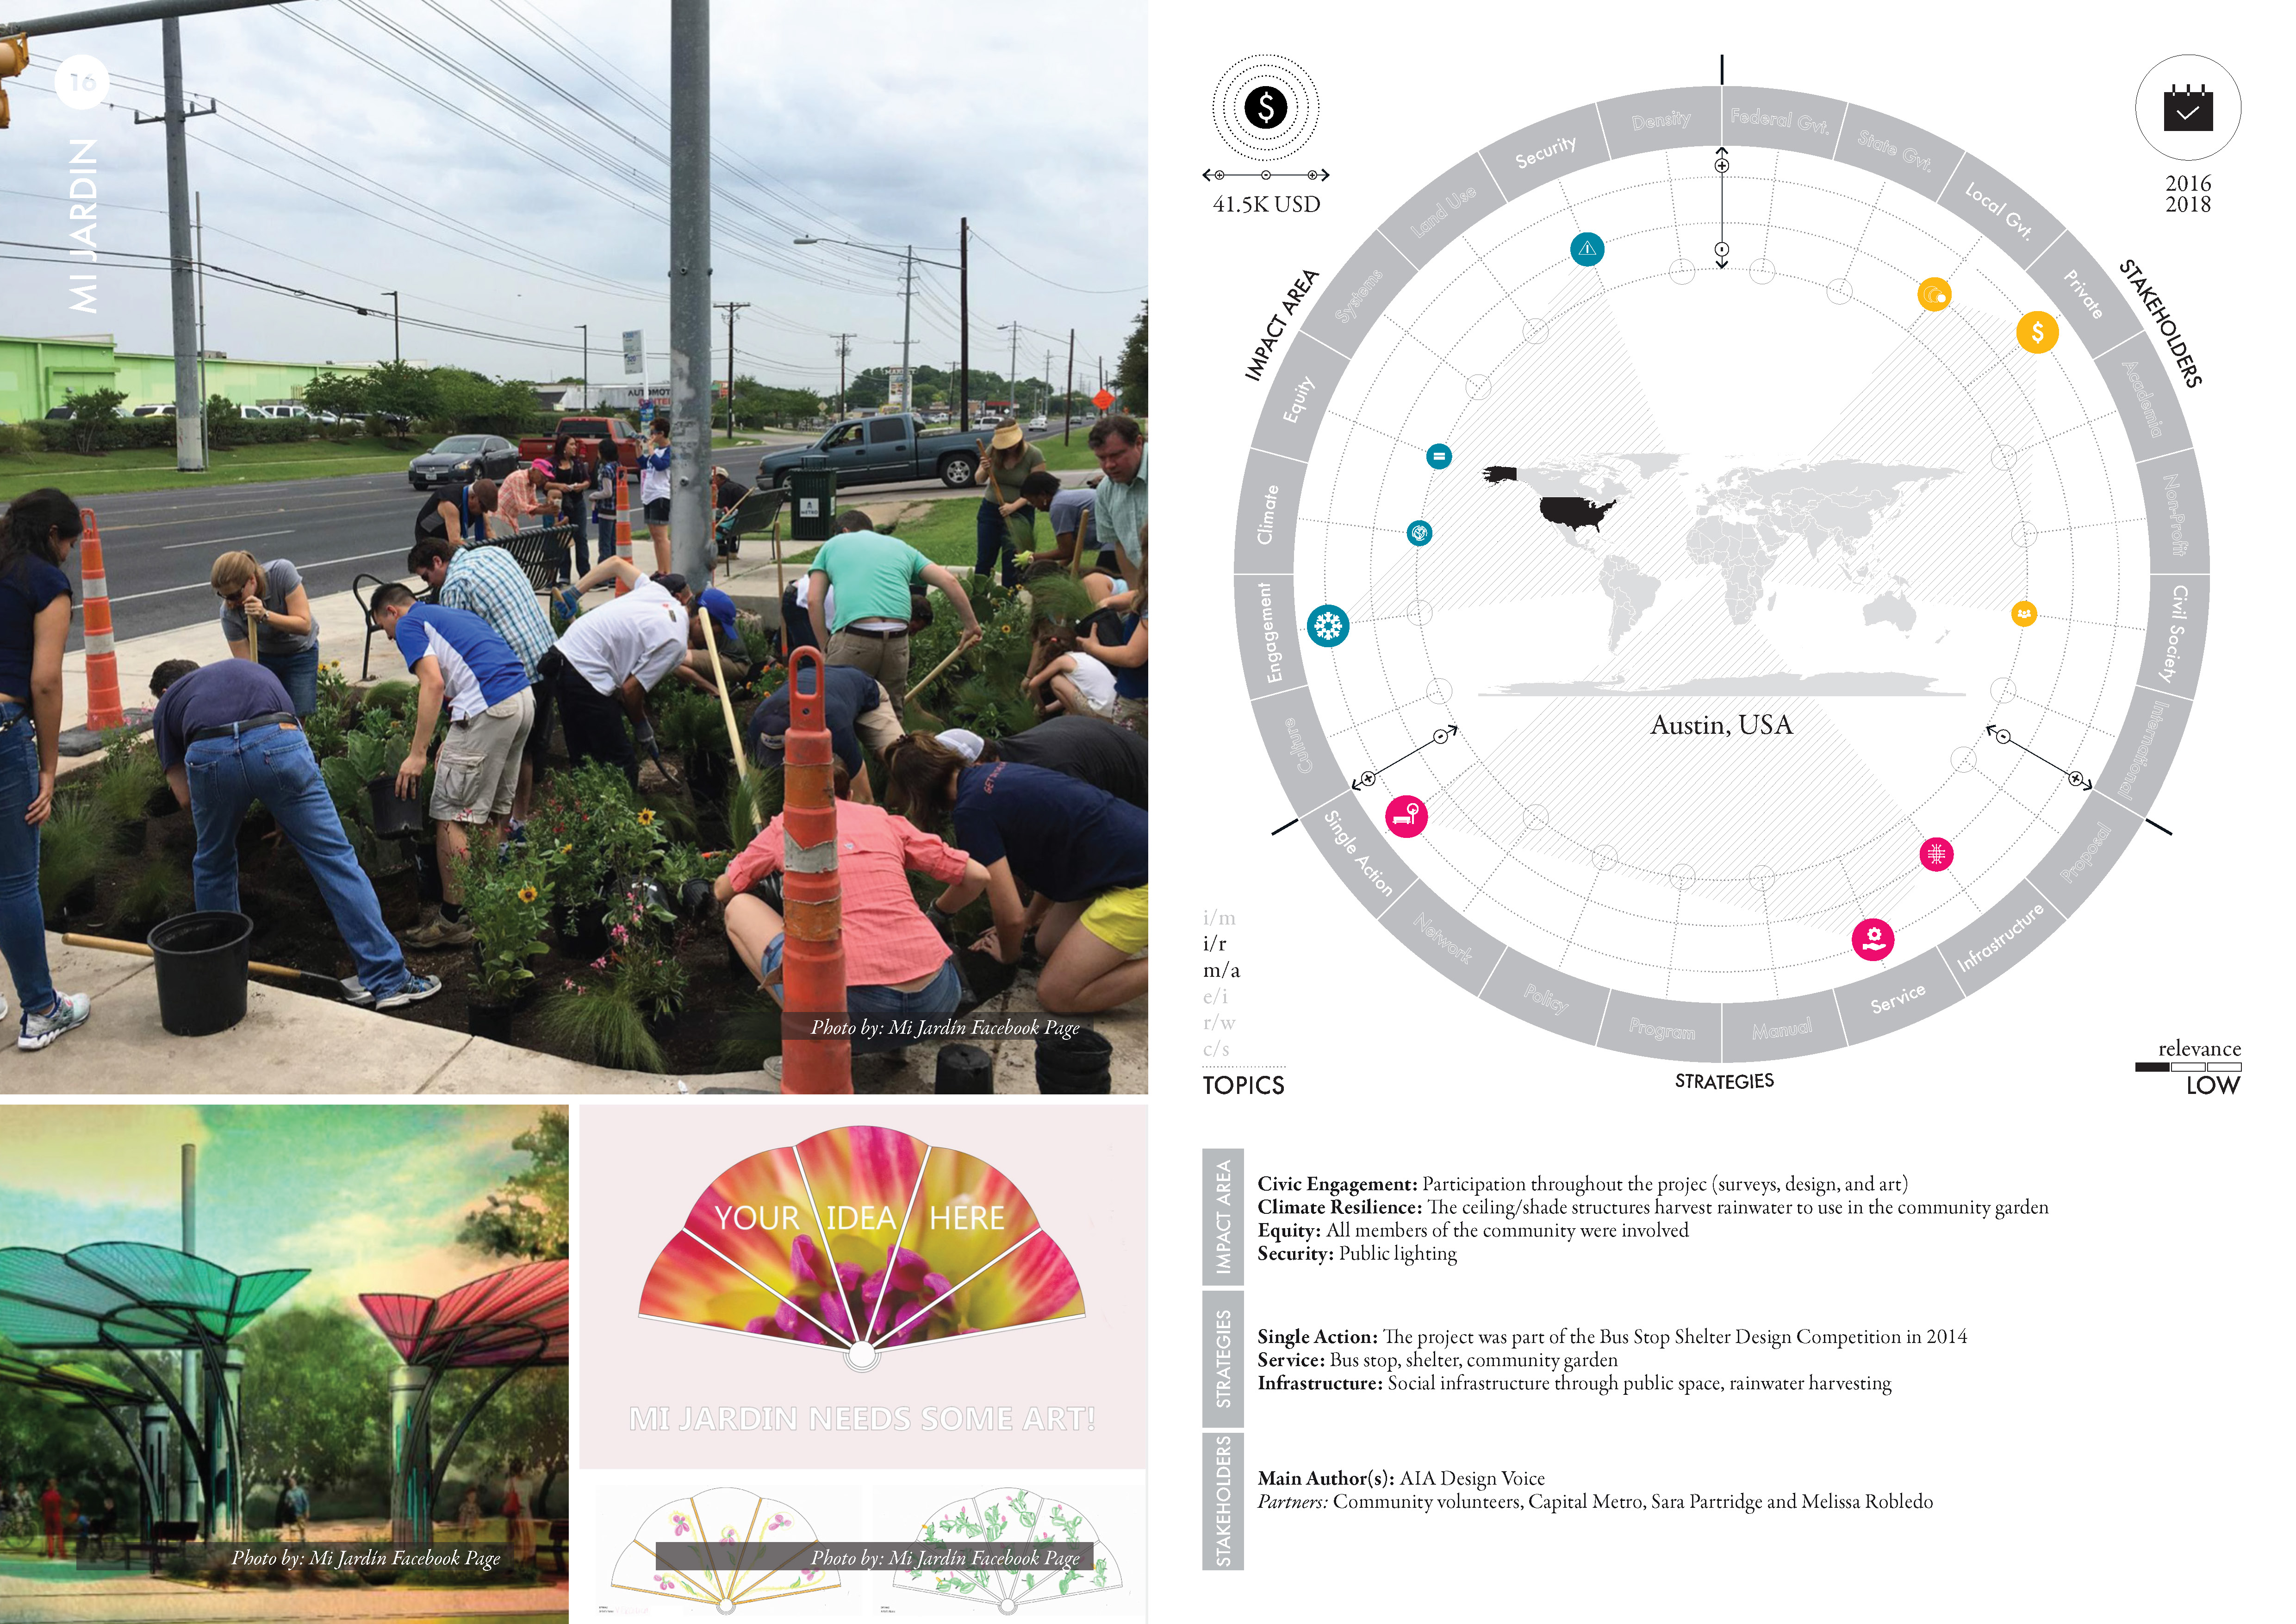 16
MI JARDIN
AUTOMOT
METRO
Photo by: Mi Jardín Facebook Page
Photo by: Mi Jardín Facebook Page
YOUR IDEA HERE
MI JARDIN NEEDS SOME ART!
Photo by: Mi Jardín Facebook Page
$
41.5K USD
2016
2018
IMPACT AREA
STAKEHOLDERS
STRATEGIES
Density
Security
Land Use
Systems
Equity
Climate
Engagement
Culture
Federal Gvt.
State Gvt.
Local Gvt.
Private
$
Academia
Non-Profit
Civil Society
International
Single Action
Network
Policy
Program
Manual
Service
Infrastructure
Proposal
Austin, USA
i/m
i/r
m/a
e/i
r/w
c/s
TOPICS
relevance
LOW
IMPACT AREA
Civic Engagement: Participation throughout the projec (surveys, design, and art)
Climate Resilience: The ceiling/shade structures harvest rainwater to use in the community garden
Equity: All members of the community were involved
Security: Public lighting
STRATEGIES
Single Action: The project was part of the Bus Stop Shelter Design Competition in 2014
Service: Bus stop, shelter, community garden
Infrastructure: Social infrastructure through public space, rainwater harvesting
STAKEHOLDERS
Main Author(s): AIA Design Voice
Partners: Community volunteers, Capital Metro, Sara Partridge and Melissa Robledo